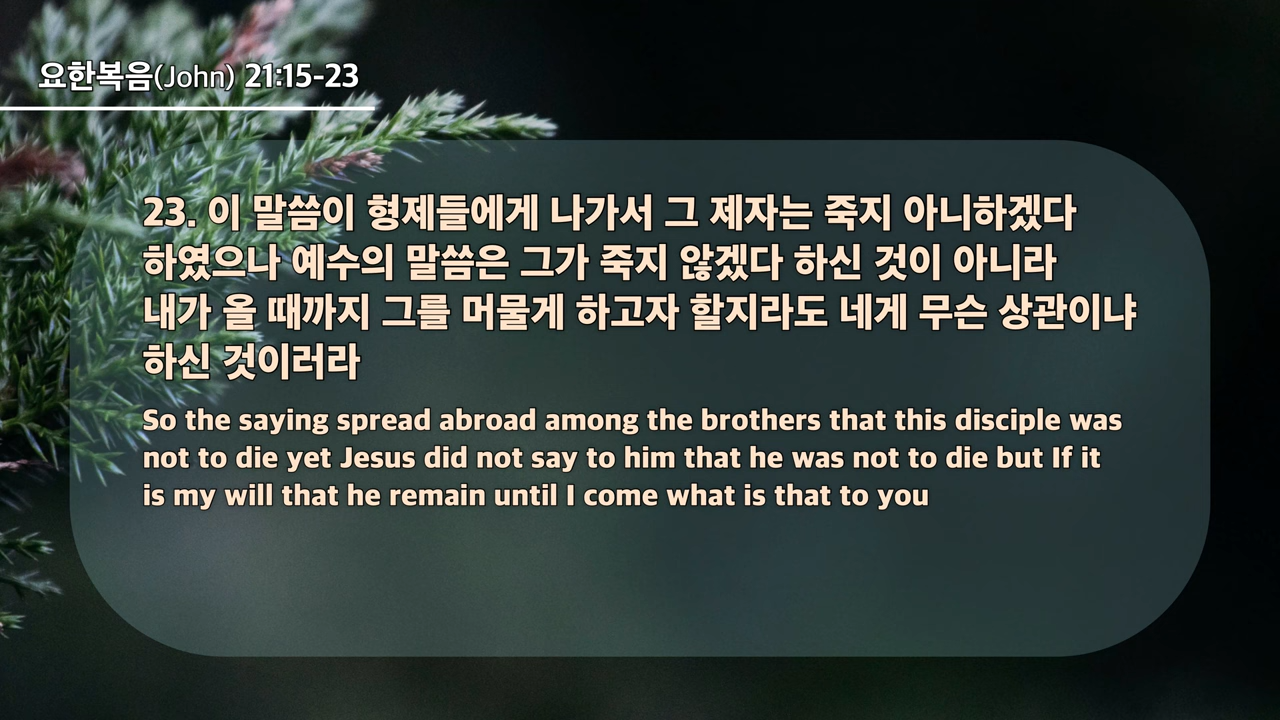 요한복음(John) 21:15-23
23. 이 말씀이 형제들에게 나가서 그 제자는 죽지 아니하겠다
하였으나 예수의 말씀은 그가 죽지 않겠다 하신 것이 아니라
내가 올 때까지 그를 머물게 하고자 할지라도 네게 무슨 상관이냐
하신 것이러라
So the saying spread abroad among the brothers that this disciple was
not to die yet Jesus did not say to him that he was not to die but If it
is my will that he remain until I come what is that to you